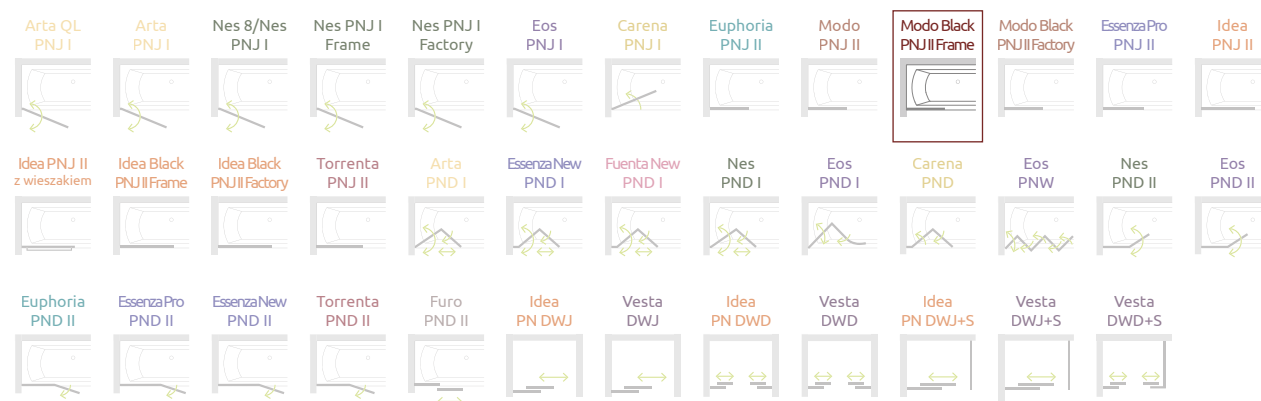 Arta QL
PNJ I
Arta
PNJ I
Nes 8/Nes
PNJ I
Nes PNJ I
Frame
Nes PNJ I
Factory
Eos
PNJ I
Carena
PNJ I
Euphoria
PNJ II
Modo
PNJ II
Modo Black
PNJ II Frame
Modo Black
PNJ II Factory
Essenza Pro
PNJ II
Idea
PNJ II
Idea PNJ II
z wieszakiem
Idea Black
PNJ II Frame
Idea Black
PNJ II Factory
Torrenta
PNJ II
Arta
PND I
Essenza New
PND I
Fuenta New
PND I
Nes
PND I
Eos
PND I
Carena
PND
Eos
PNW
Nes
PND II
Eos
PND II
Euphoria
PND II
Essenza Pro
PND II
Essenza New
PND II
Torrenta
PND II
Furo
PND II
Idea
PN DWJ
Vesta
DWJ
Idea
PN DWD
Vesta
DWD
Idea
PN DWJ+S
Vesta
DWJ+S
Vesta
DWD+S